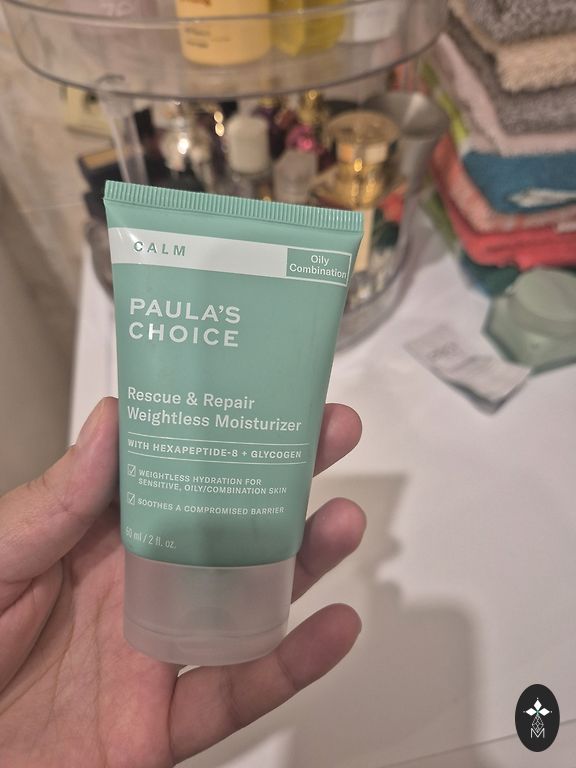 CALM
Oily
Combination
PAULA'S
CHOICE
Rescue & Repair
Weightless Moisturizer
WITH HEXAPEPTIDE-8 + GLYCOGEN
WEIGHTLESS HYDRATION FOR
SENSITIVE, OILY/COMBINATION SKIN
SOOTHES A COMPROMISED BARRIER
60 ml / 2 fl. oz.